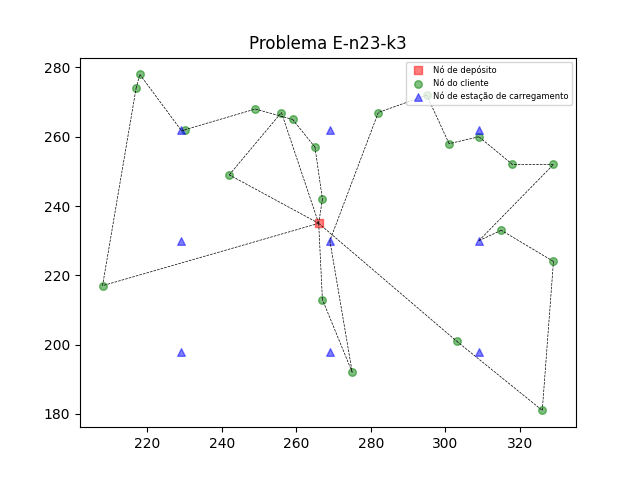 Problema E-n23-k3
Nó de depósito
Nó do cliente
Nó de estação de carregamento
280
260
240
220
200
180
220 240 260 280 300 320